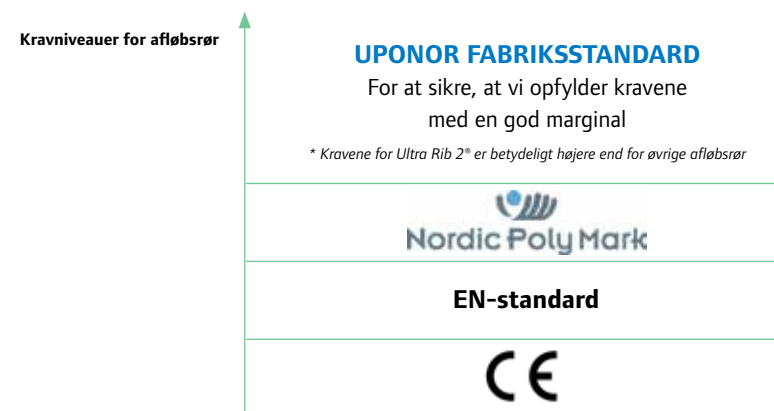 Kravniveauer for afløbsrør
UPONOR FABRIKSSTANDARD
For at sikre, at vi opfylder kravene
med en god marginal
* Kravene for Ultra Rib 2® er betydeligt højere end for øvrige afløbsrør
Nordic Poly Mark
EN-standard
CE